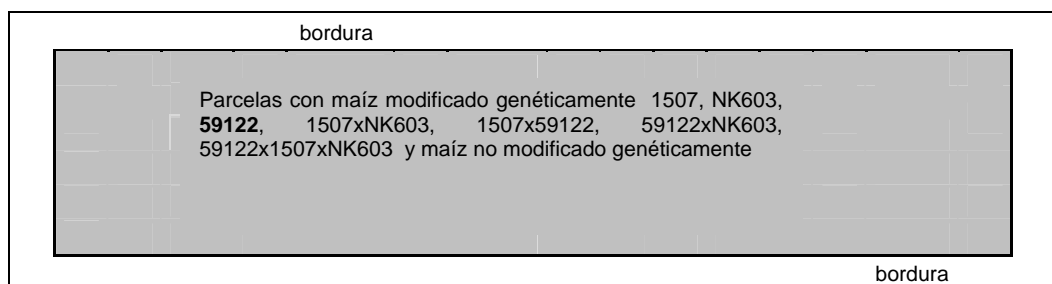 bordura
Parcelas con maíz modificado genéticamente 1507, NK603,
59122, 1507xNK603, 1507x59122, 59122xNK603,
59122x1507xNK603 y maíz no modificado genéticamente
bordura